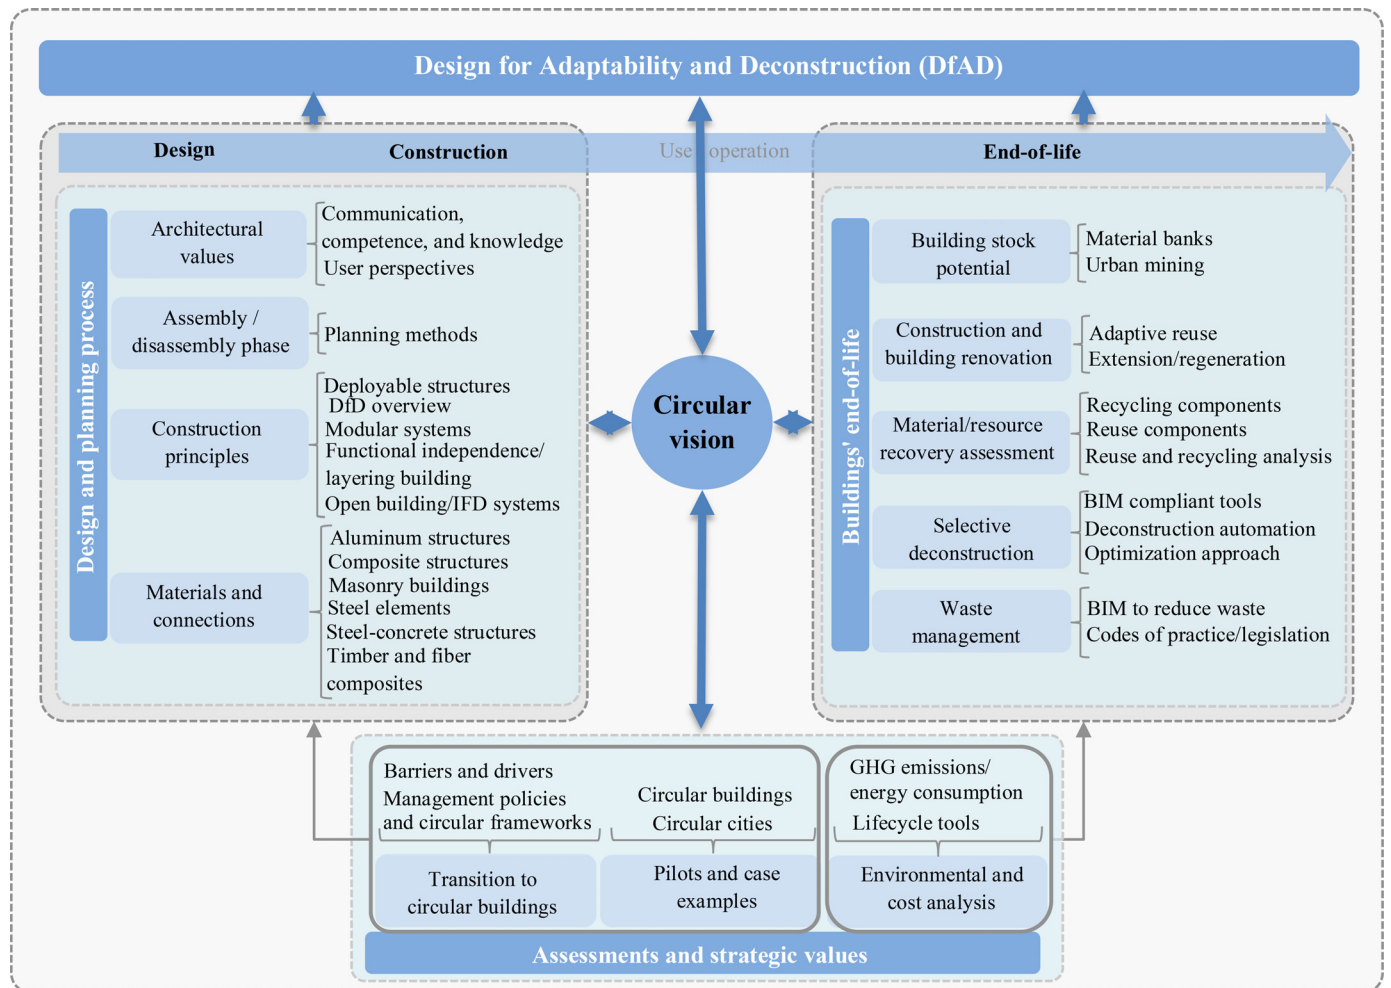 Design for Adaptability and Deconstruction (DfAD)
Design
Construction
Use operation
End-of-life
Design and planning process
Architectural
values
Communication,
competence, and knowledge
User perspectives
Assembly /
disassembly phase
Planning methods
Construction
principles
Deployable structures
DfD overview
Modular systems
Functional independence/
layering building
Open building/IFD systems
Materials and
connections
Aluminum structures
Composite structures
Masonry buildings
Steel elements
Steel-concrete structures
Timber and fiber
composites
Circular
vision
Buildings' end-of-life
Building stock
potential
Material banks
Urban mining
Construction and
building renovation
Adaptive reuse
Extension/regeneration
Material/resource
recovery assessment
Recycling components
Reuse components
Reuse and recycling analysis
Selective
deconstruction
BIM compliant tools
Deconstruction automation
Optimization approach
Waste
management
BIM to reduce waste
Codes of practice/legislation
Barriers and drivers
Management policies
and circular frameworks
Transition to
circular buildings
Circular buildings
Circular cities
Pilots and case
examples
GHG emissions/
energy consumption
Lifecycle tools
Environmental and
cost analysis
Assessments and strategic values